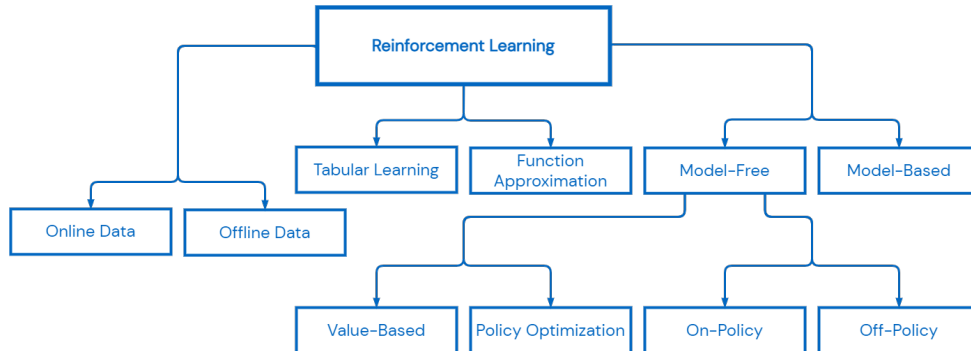 Reinforcement Learning
Tabular Learning
Function
Approximation
Model-Free
Model-Based
Online Data
Offline Data
Value-Based
Policy Optimization
On-Policy
Off-Policy